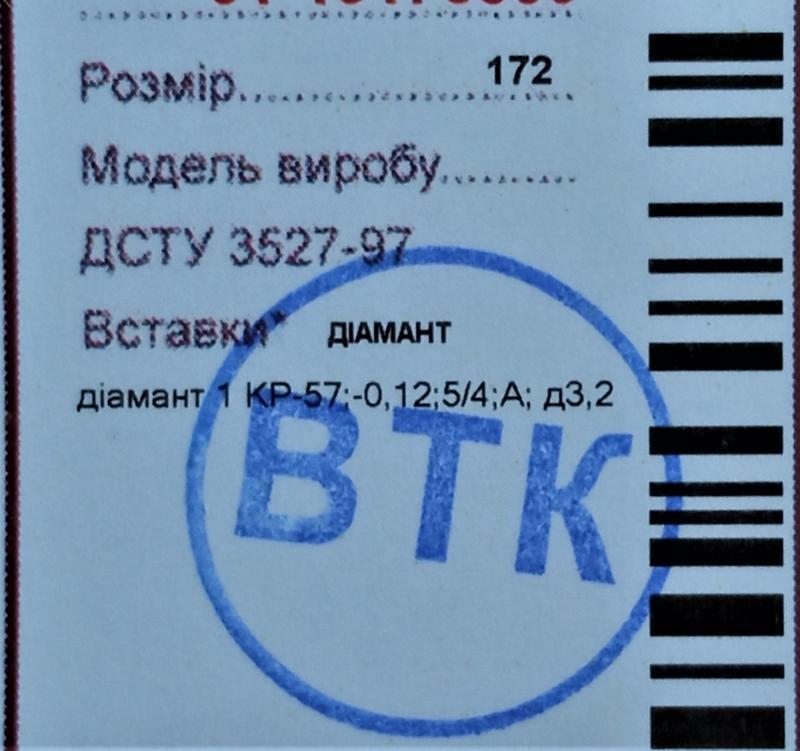 Розмір 172
Модель виробу
ДСТУ 3527-97
Вставки* ДІАМАНТ
діамант 1 КР-57;-0,12;5/4;А; д3,2
ВТК